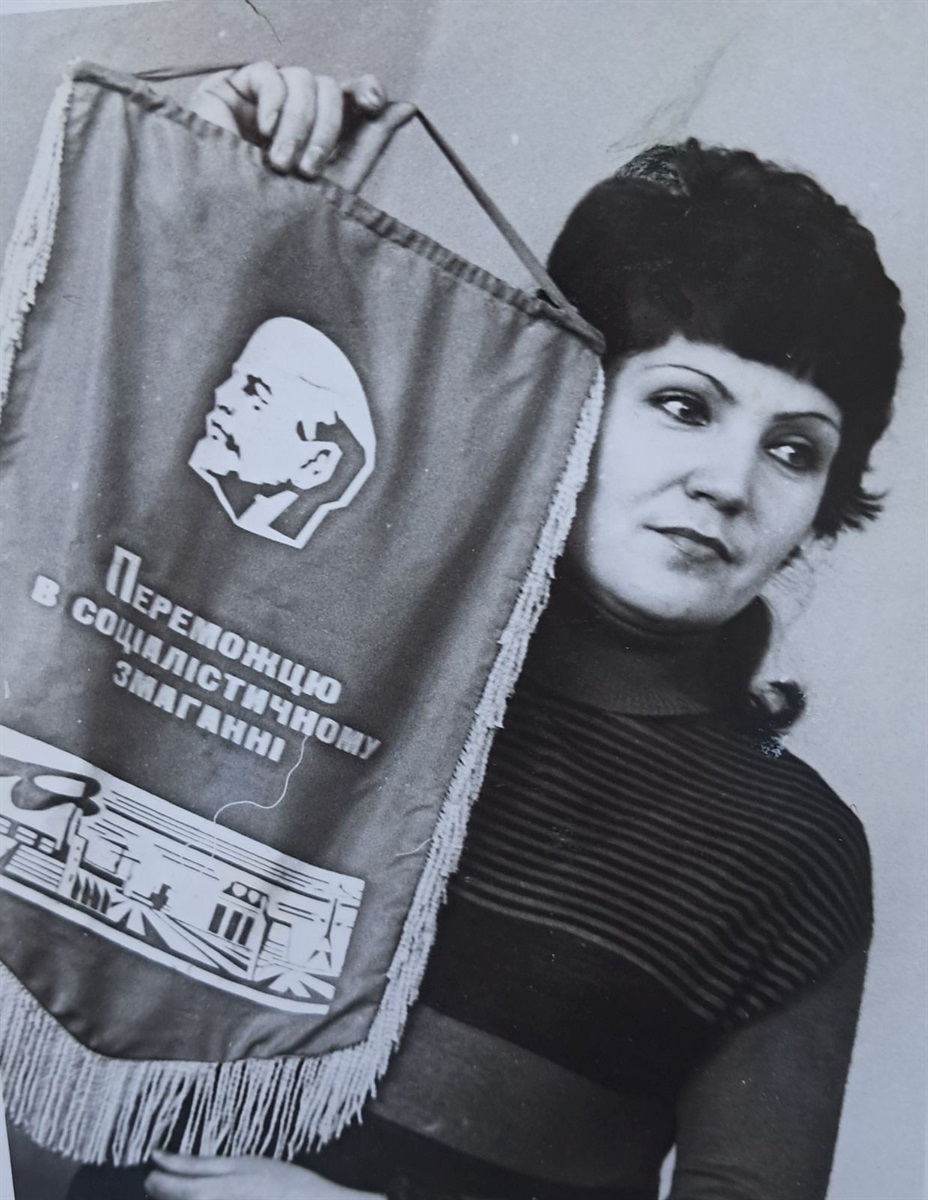 Переможцю
в соціалістичному
змаганні